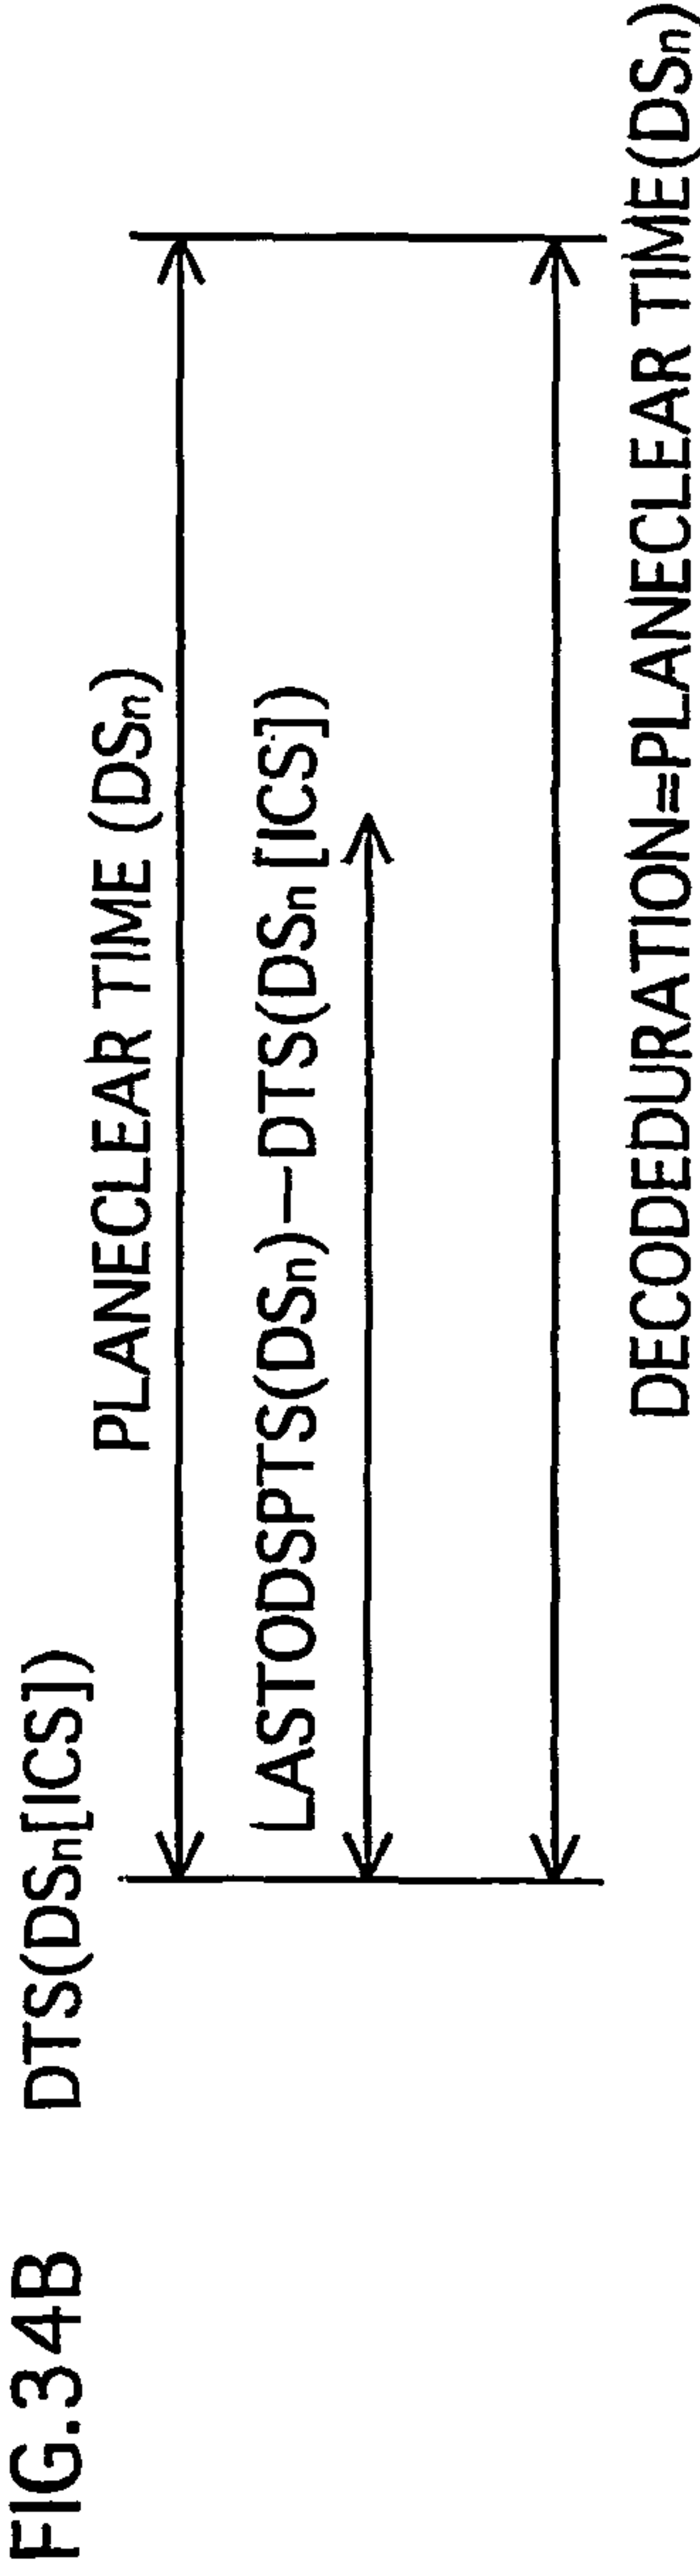 FIG.34B
DTS(DSn[ICS])
PLANECLEAR TIME (DSn)
LASTODSPTS(DSn)—DTS(DSn [ICS])
DECODEDURATION=PLANECLEAR TIME(DSn)